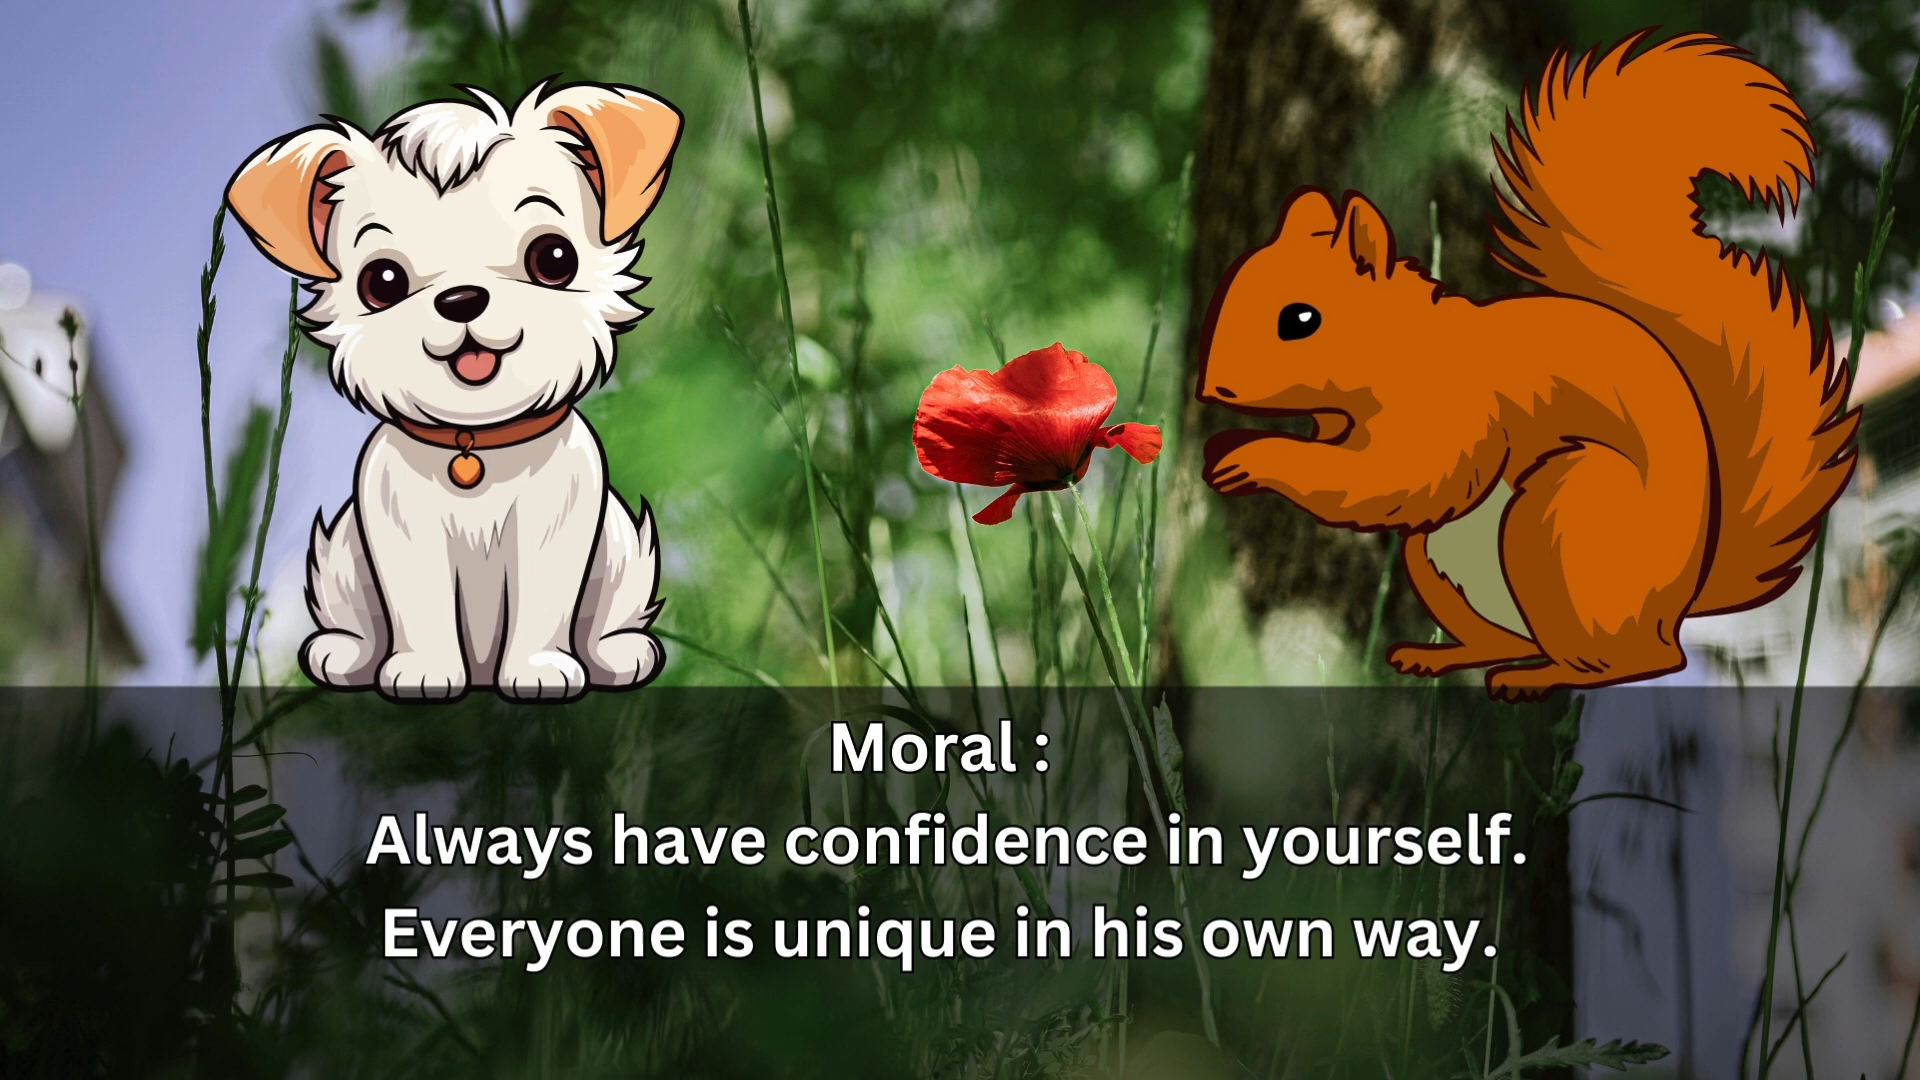 Moral :
Always have confidence in yourself.
Everyone is unique in his own way.